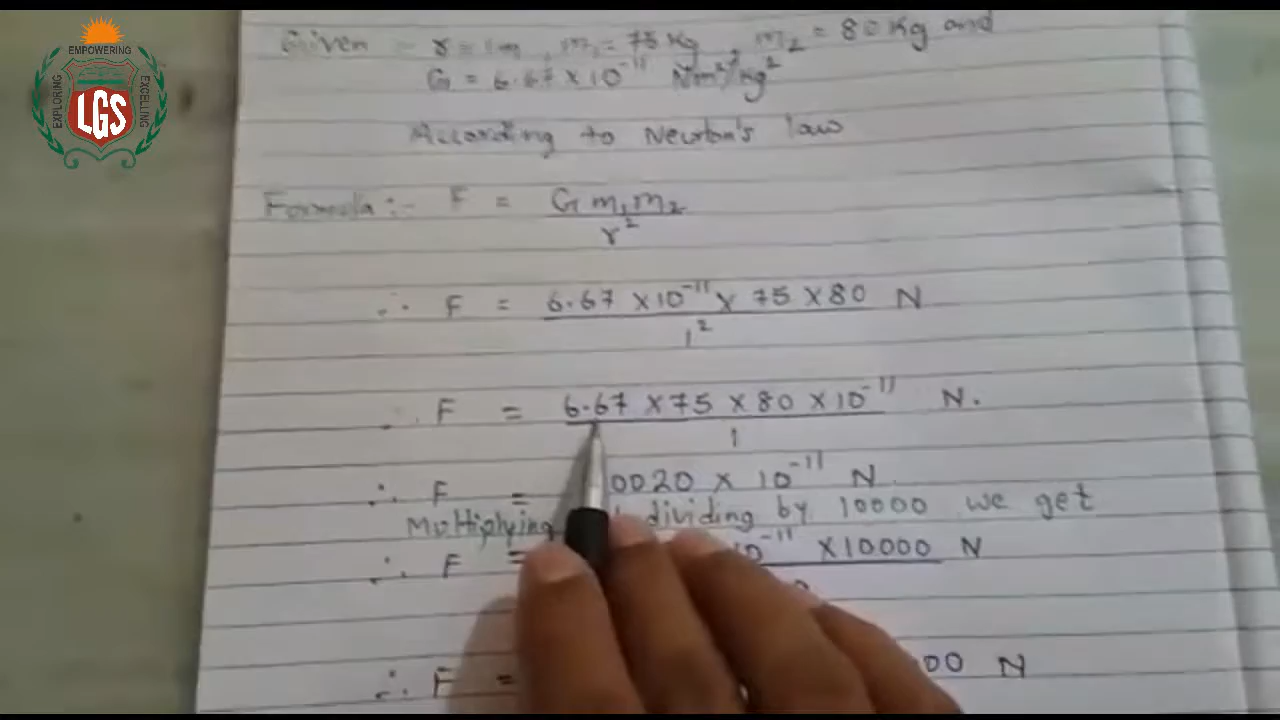 EMPOWERING
EXPLORING
EXCELLING
LGS
Given :- r = 1m , m₁ = 75 Kg , m₂ = 80 Kg and
G = 6.67 × 10⁻¹¹ Nm²/Kg²
According to Newton's law
Formula :- F = G m₁m₂ / r²
∴ F = 6.67 × 10⁻¹¹ × 75 × 80 / 1² N
∴ F = 6.67 × 75 × 80 × 10⁻¹¹ / 1 N.
∴ F = 0020 × 10⁻¹¹ N
Multiplying dividing by 10000 we get
∴ F = 10⁻¹¹ × 10000 N
∴ F = 00 N